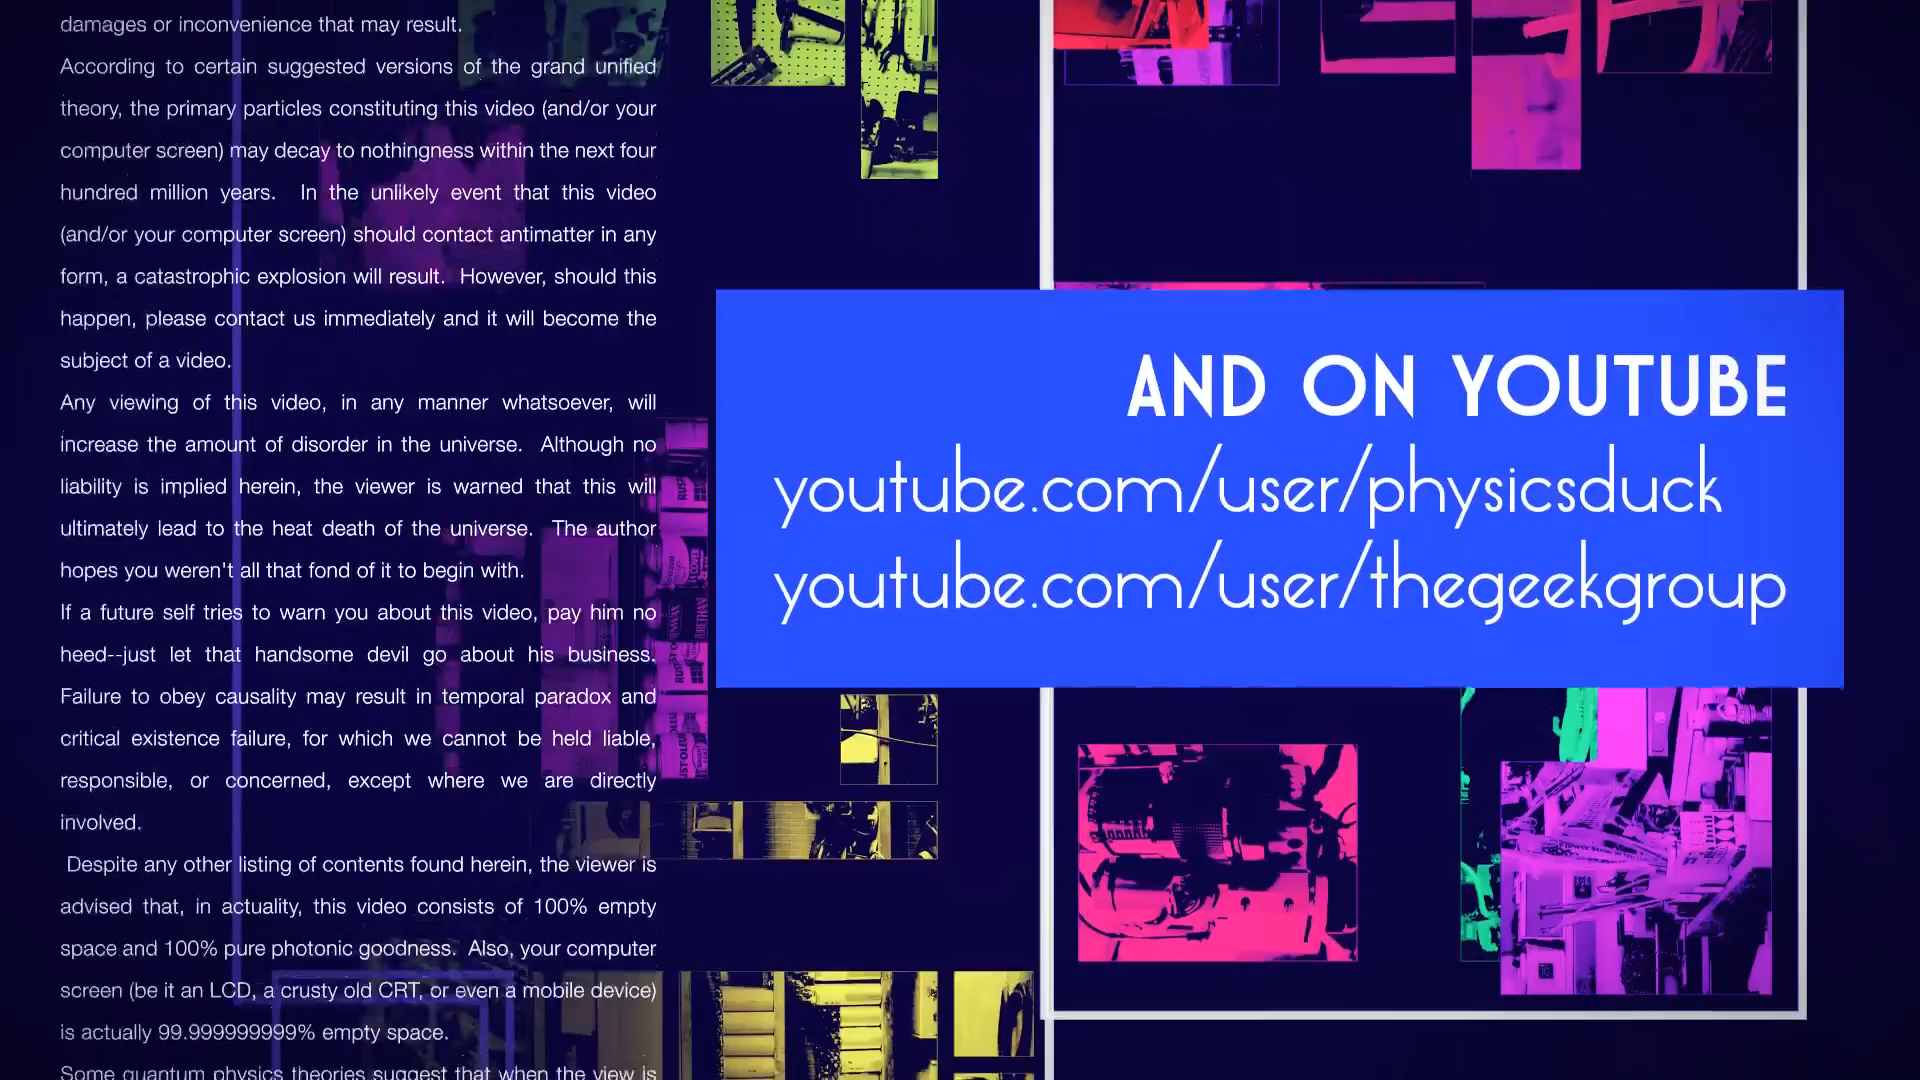 damages or inconvenience that may result.
According to certain suggested versions of the grand unified
theory, the primary particles constituting this video (and/or your
computer screen) may decay to nothingness within the next four
hundred million years. In the unlikely event that this video
(and/or your computer screen) should contact antimatter in any
form, a catastrophic explosion will result. However, should this
happen, please contact us immediately and it will become the
subject of a video.
Any viewing of this video, in any manner whatsoever, will
increase the amount of disorder in the universe. Although no
liability is implied herein, the viewer is warned that this will
ultimately lead to the heat death of the universe. The author
hopes you weren't all that fond of it to begin with.
If a future self tries to warn you about this video, pay him no
heed--just let that handsome devil go about his business.
Failure to obey causality may result in temporal paradox and
critical existence failure, for which we cannot be held liable,
responsible, or concerned, except where we are directly
involved.
Despite any other listing of contents found herein, the viewer is
advised that, in actuality, this video consists of 100% empty
space and 100% pure photonic goodness. Also, your computer
screen (be it an LCD, a crusty old CRT, or even a mobile device)
is actually 99.999999999% empty space.
Some quantum physics theories suggest that when the view is
AND ON YOUTUBE
youtube.com/user/physicsduck
youtube.com/user/thegeekgroup